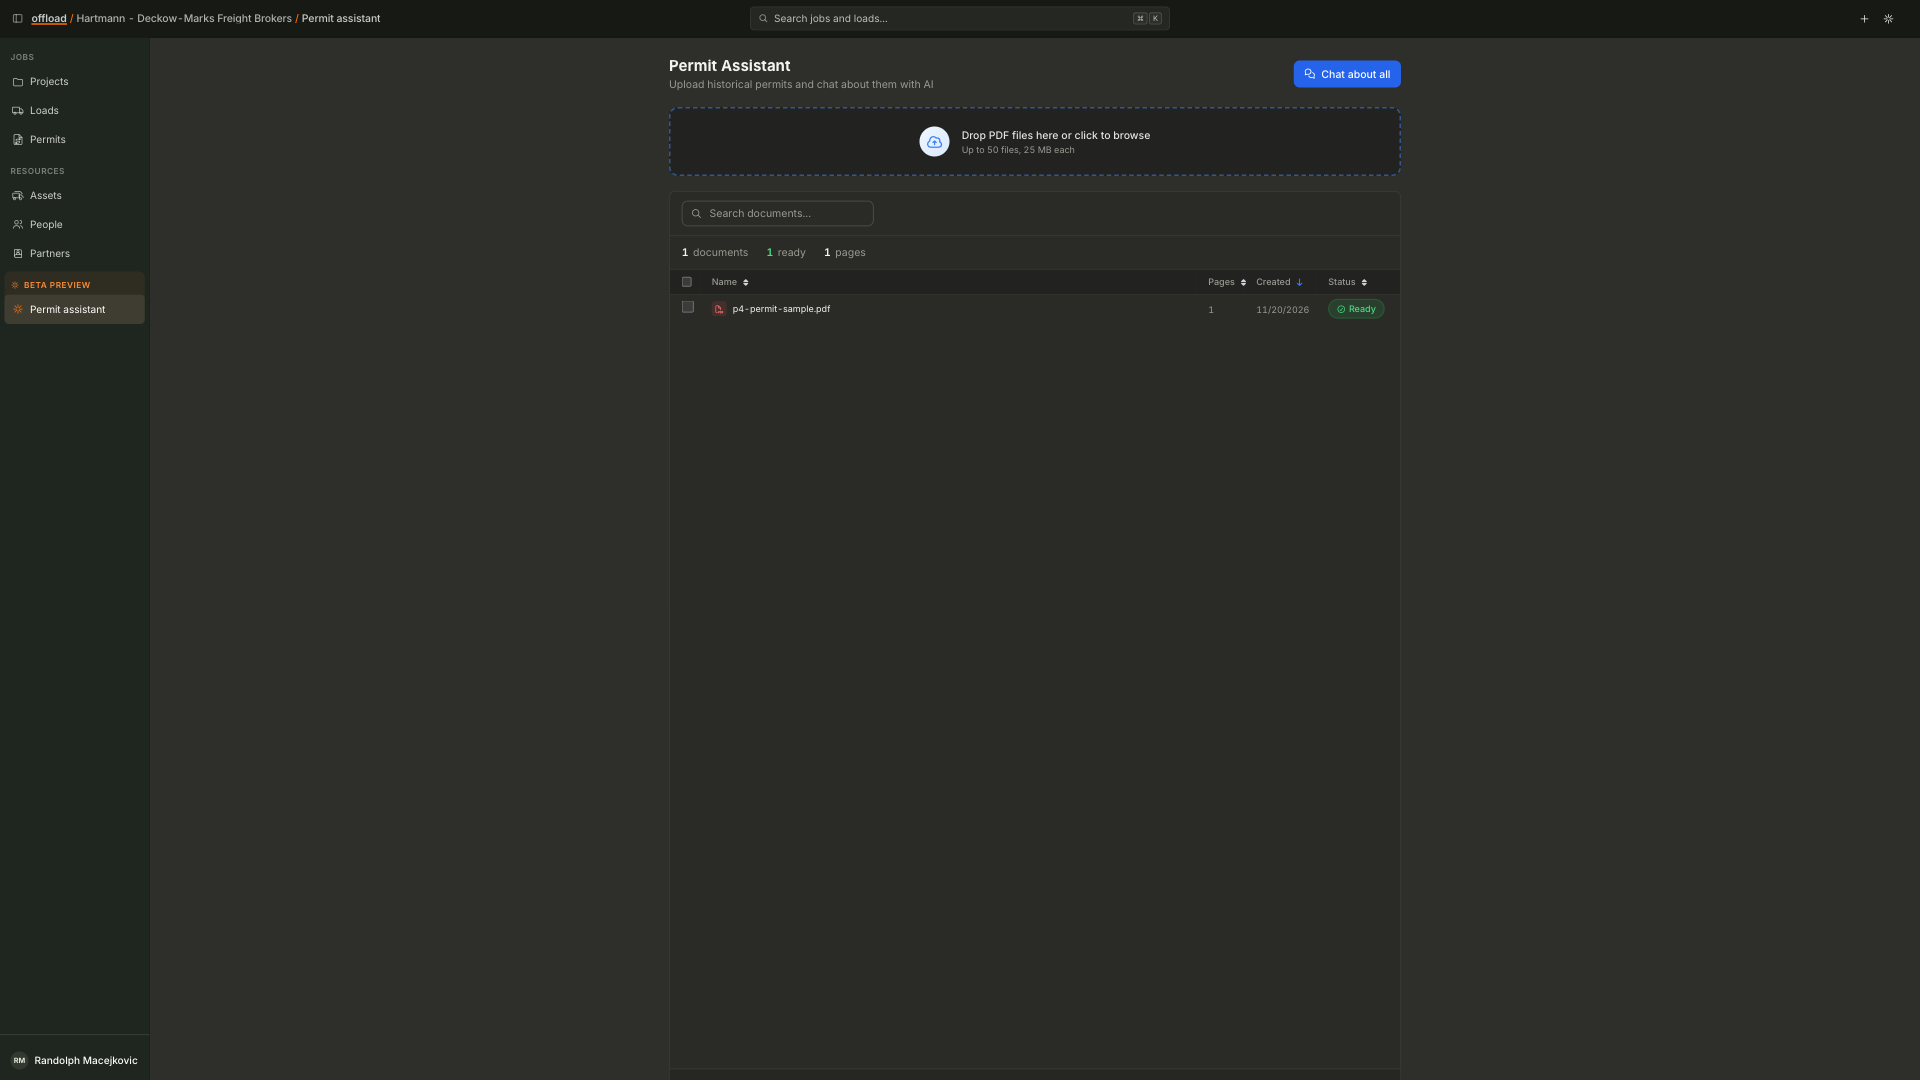 offload / Hartmann - Deckow-Marks Freight Brokers / Permit assistant
Search jobs and loads...
⌘ K
JOBS
Projects
Loads
Permits
RESOURCES
Assets
People
Partners
BETA PREVIEW
Permit assistant
RM Randolph Macejkovic
Permit Assistant
Upload historical permits and chat about them with AI
Chat about all
Drop PDF files here or click to browse
Up to 50 files, 25 MB each
Search documents...
1 documents 1 ready 1 pages
Name Pages Created Status
p4-permit-sample.pdf 1 11/20/2026 Ready